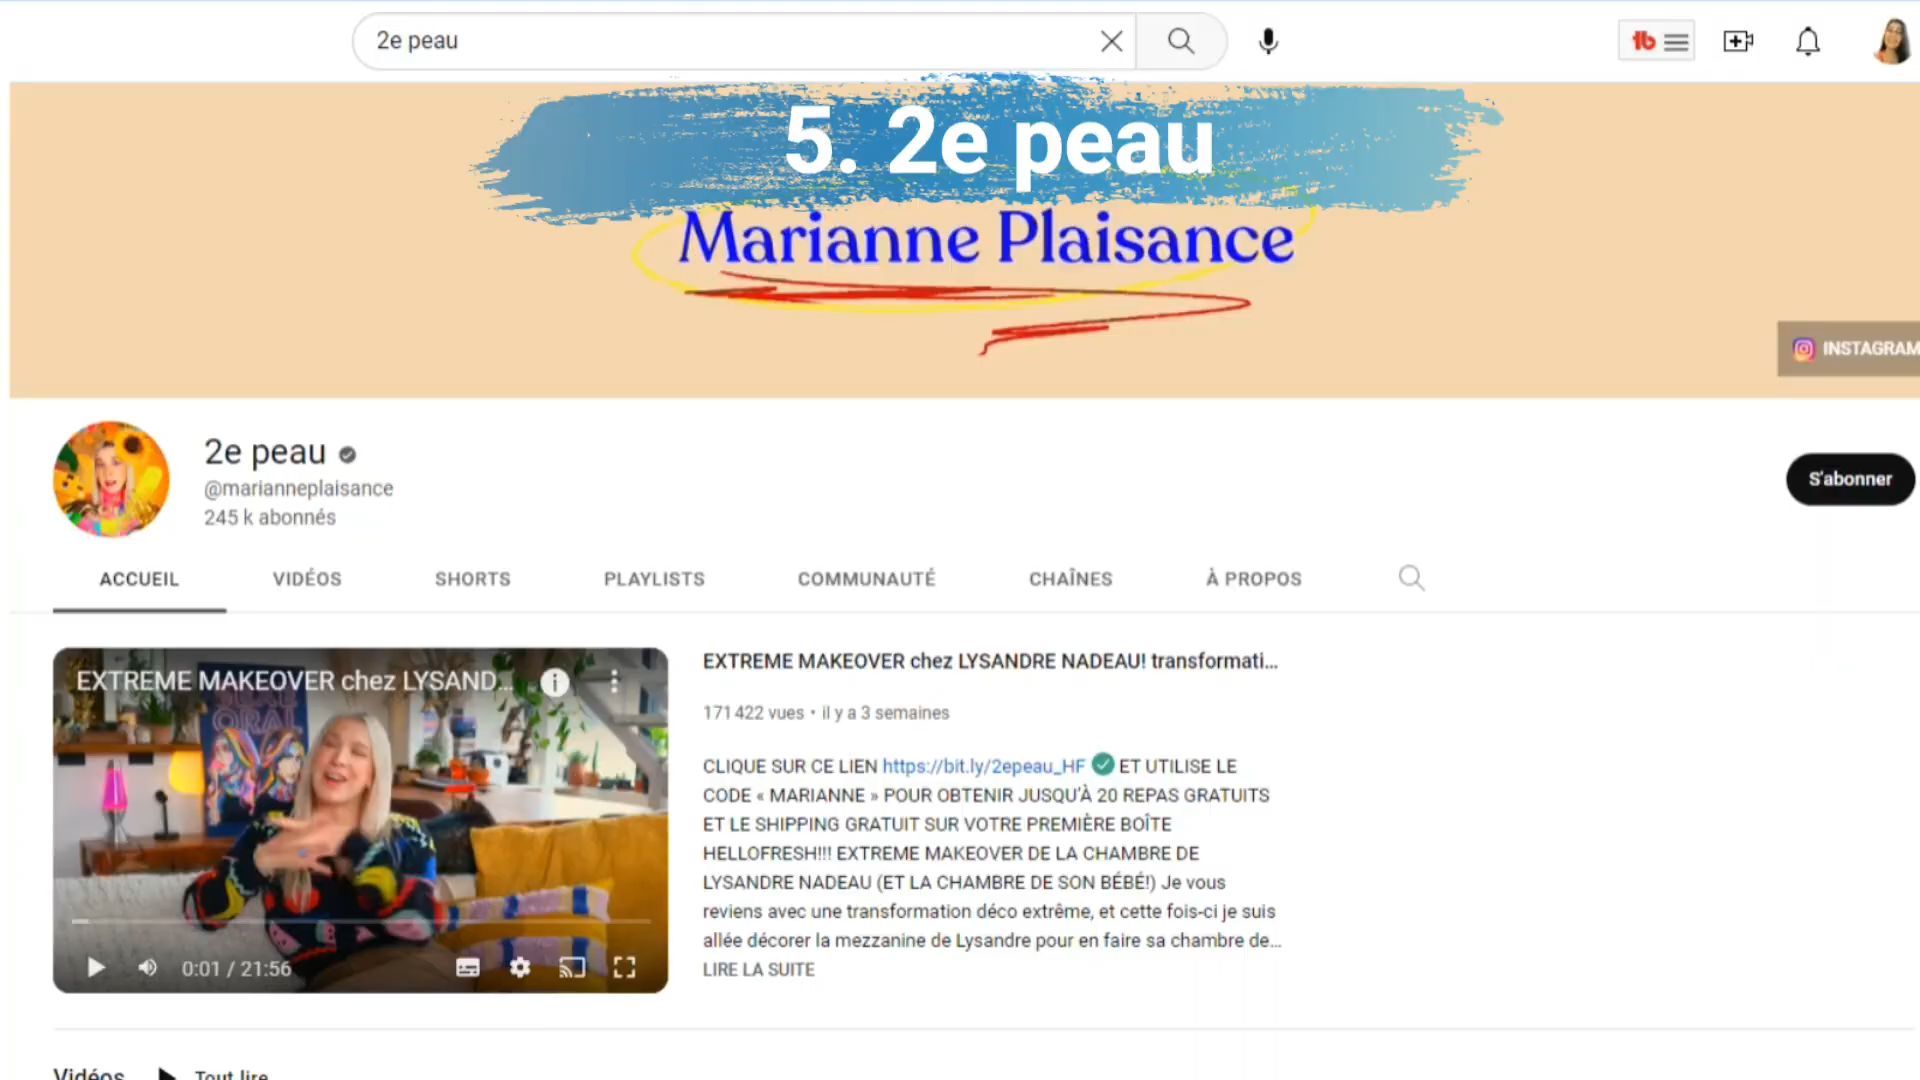 2e peau
5. 2e peau
Marianne Plaisance
INSTAGRAM
2e peau
@marianneplaisance
245 k abonnés
S'abonner
ACCUEIL
VIDÉOS
SHORTS
PLAYLISTS
COMMUNAUTÉ
CHAÎNES
À PROPOS
EXTREME MAKEOVER chez LYSAND...
ORAL
0:01 / 21:56
EXTREME MAKEOVER chez LYSANDRE NADEAU! transformati...
171 422 vues • il y a 3 semaines
CLIQUE SUR CE LIEN https://bit.ly/2epeau_HF ✅ ET UTILISE LE
CODE « MARIANNE » POUR OBTENIR JUSQU'À 20 REPAS GRATUITS
ET LE SHIPPING GRATUIT SUR VOTRE PREMIÈRE BOÎTE
HELLOFRESH!!! EXTREME MAKEOVER DE LA CHAMBRE DE
LYSANDRE NADEAU (ET LA CHAMBRE DE SON BÉBÉ!) Je vous
reviens avec une transformation déco extrême, et cette fois-ci je suis
allée décorer la mezzanine de Lysandre pour en faire sa chambre de...
LIRE LA SUITE
Vidéos
Tout lire